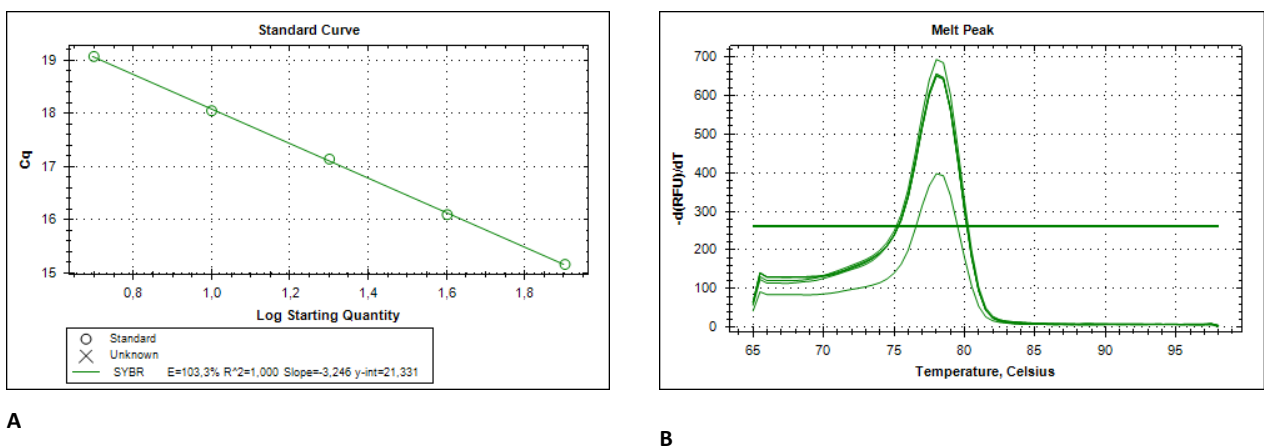 Standard Curve
Cq
19
18
17
16
15
0,8 1,0 1,2 1,4 1,6 1,8
Log Starting Quantity
Standard
Unknown
SYBR E=103,3% R^2=1,000 Slope=-3,246 y-int=21,331
A
Melt Peak
-d(RFU)/dT
700
600
500
400
300
200
100
0
65 70 75 80 85 90 95
Temperature, Celsius
B